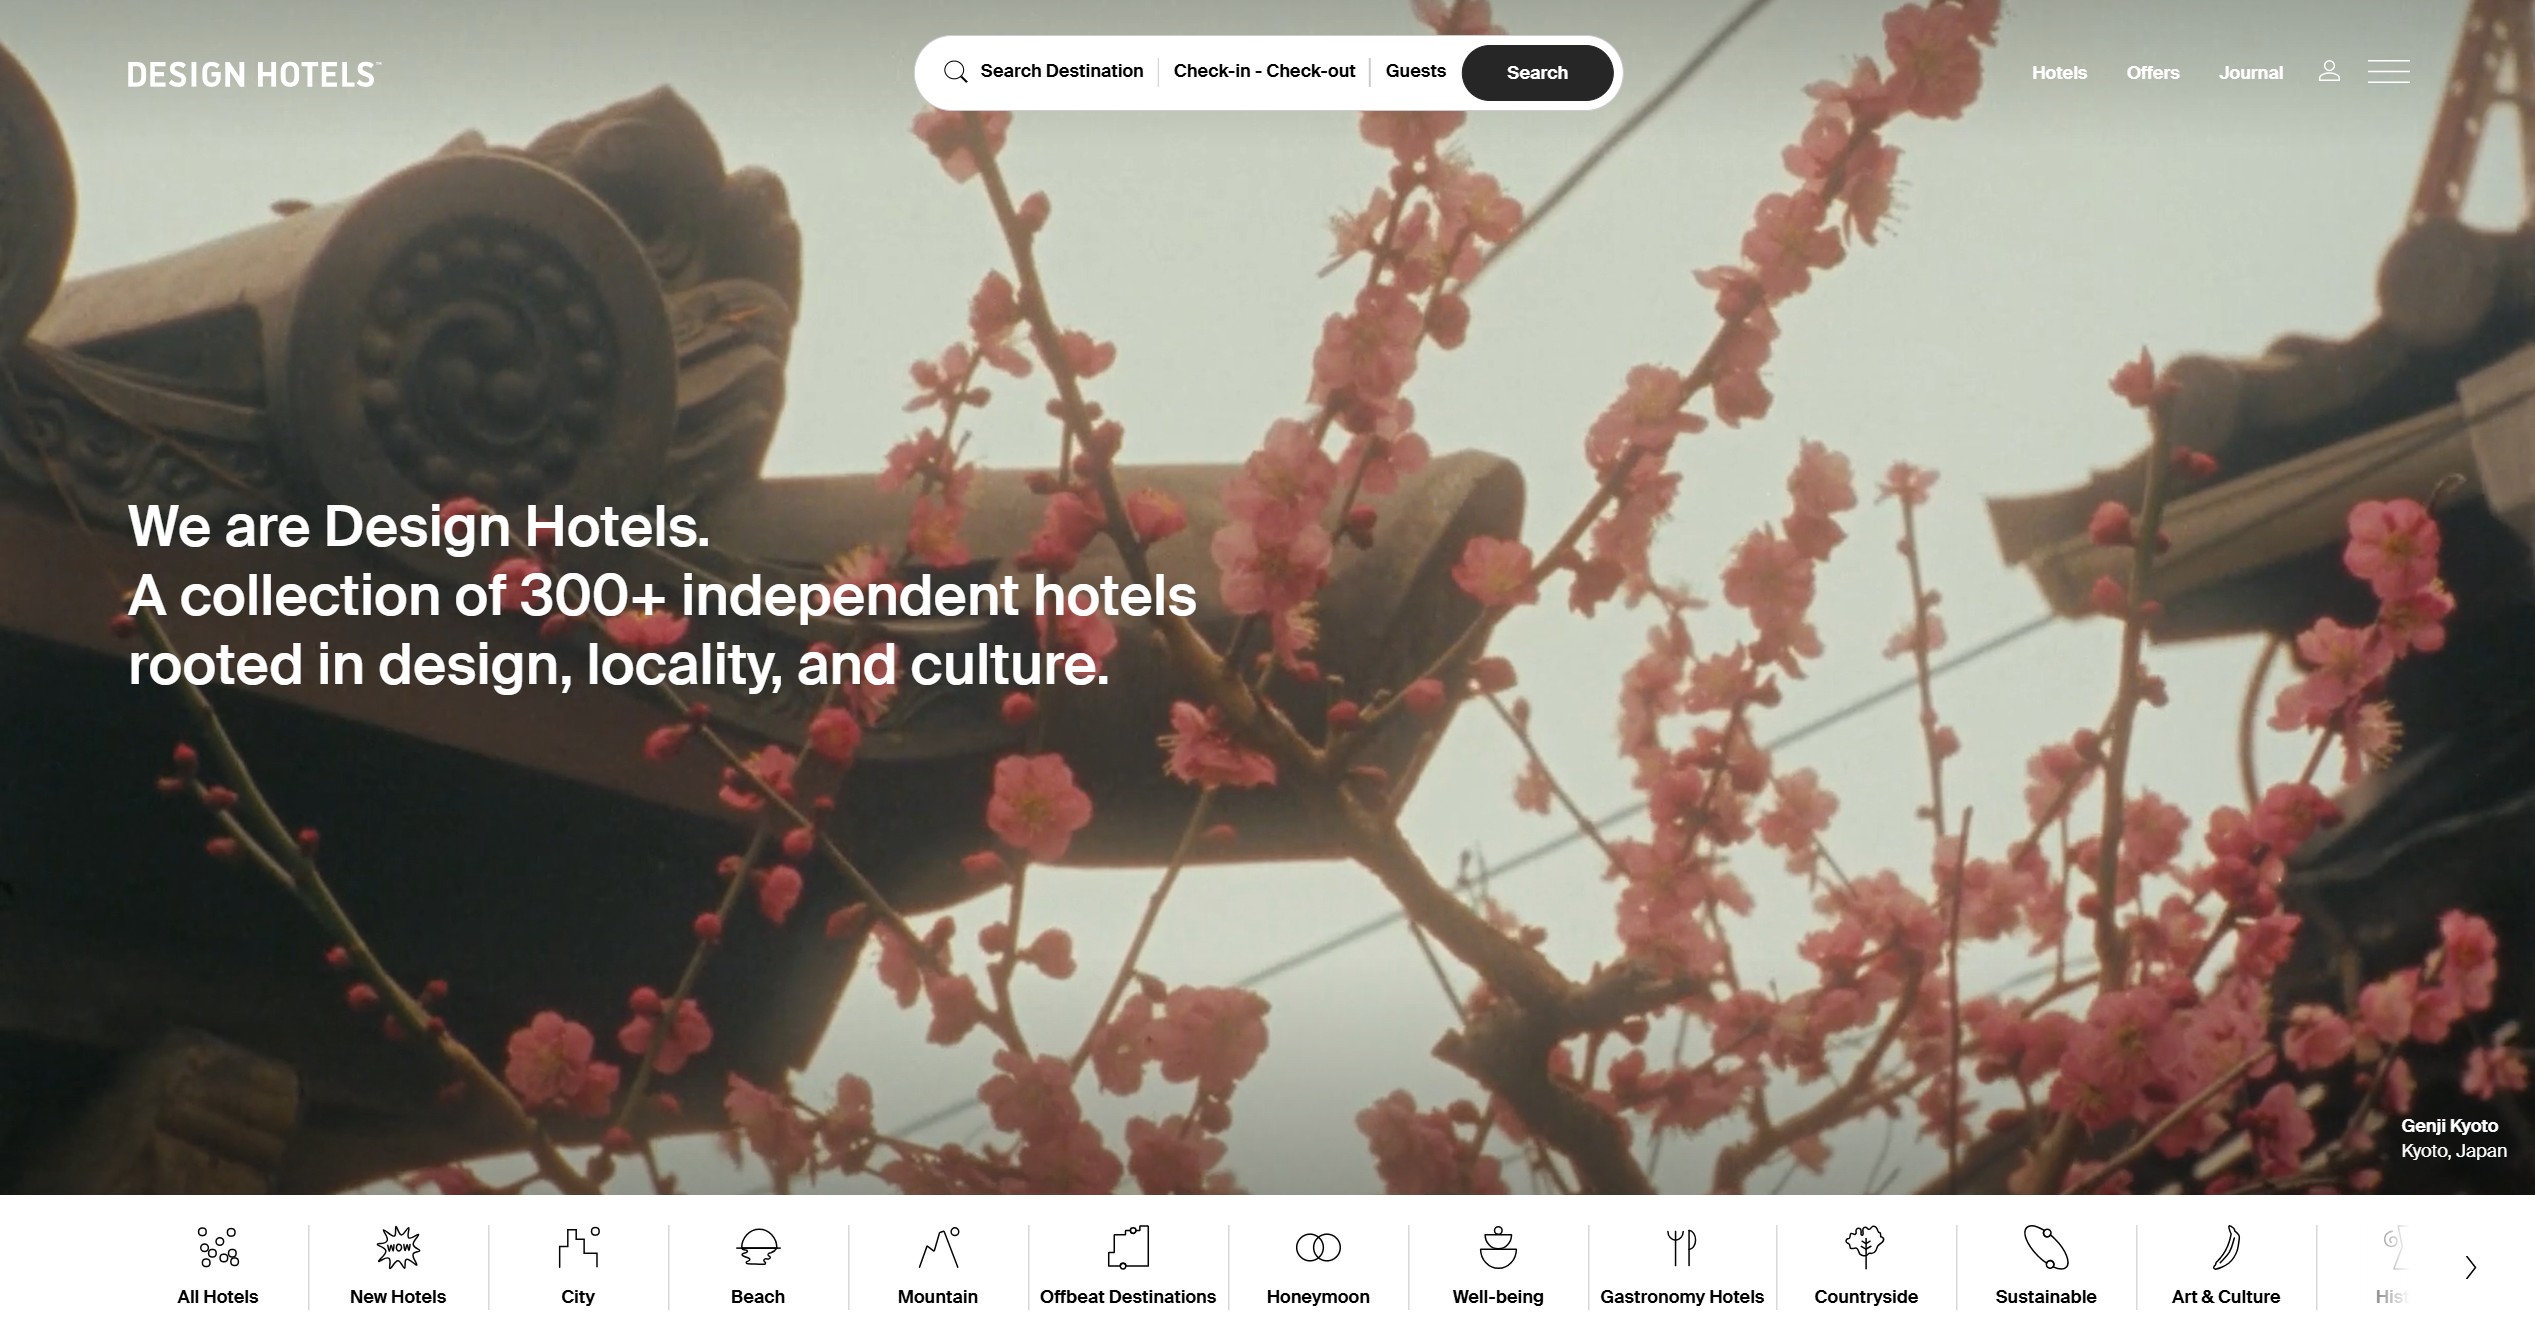 DESIGN HOTELS™
Search Destination
Check-in - Check-out
Guests
Search
Hotels
Offers
Journal
We are Design Hotels.
A collection of 300+ independent hotels
rooted in design, locality, and culture.
Genji Kyoto
Kyoto, Japan
WOW
All Hotels
New Hotels
City
Beach
Mountain
Offbeat Destinations
Honeymoon
Well-being
Gastronomy Hotels
Countryside
Sustainable
Art & Culture